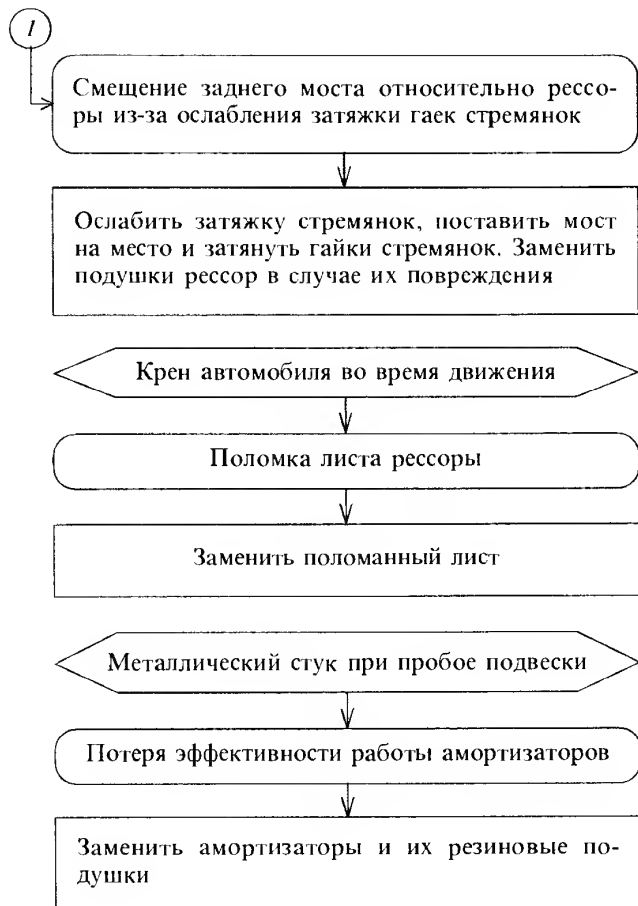 1
Смещение заднего моста относительно рессо-
ры из-за ослабления затяжки гаек стремянок
Ослабить затяжку стремянок, поставить мост
на место и затянуть гайки стремянок. Заменить
подушки рессор в случае их повреждения
Крен автомобиля во время движения
Поломка листа рессоры
Заменить поломанный лист
Металлический стук при пробое подвески
Потеря эффективности работы амортизаторов
Заменить амортизаторы и их резиновые по-
душки